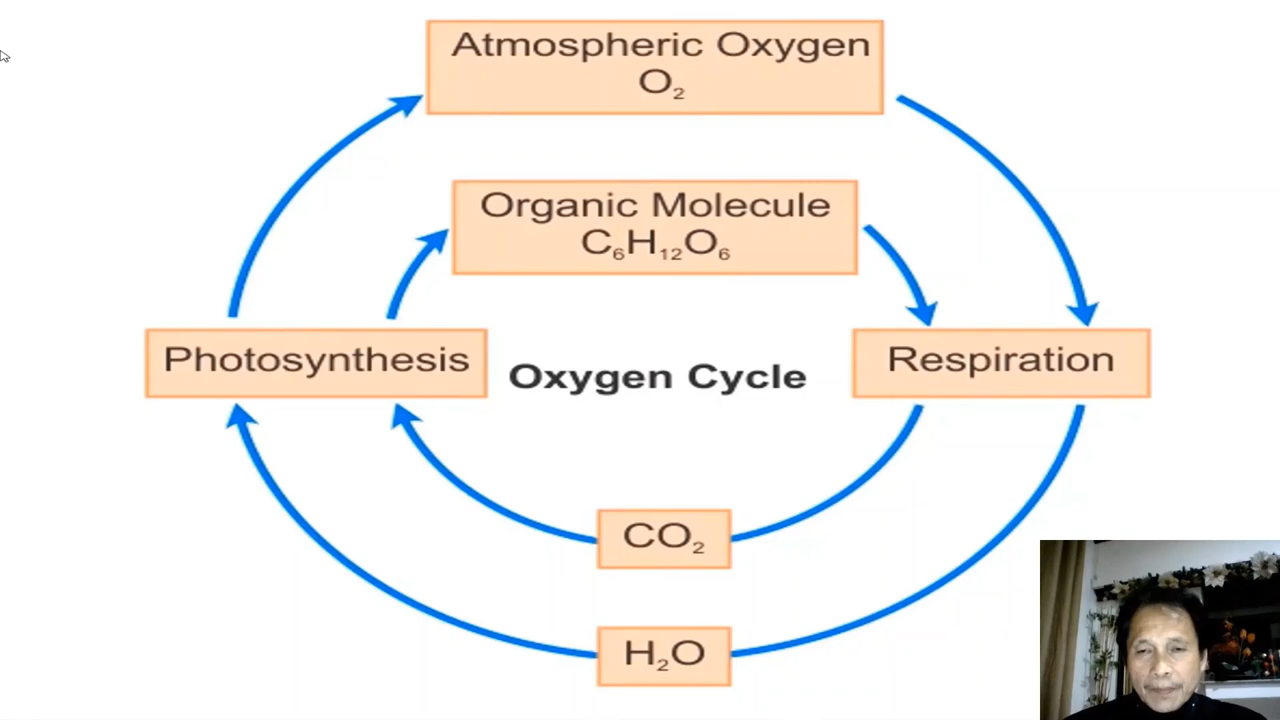 Atmospheric Oxygen
O₂
Organic Molecule
C₆H₁₂O₆
Photosynthesis
Oxygen Cycle
Respiration
CO₂
H₂O